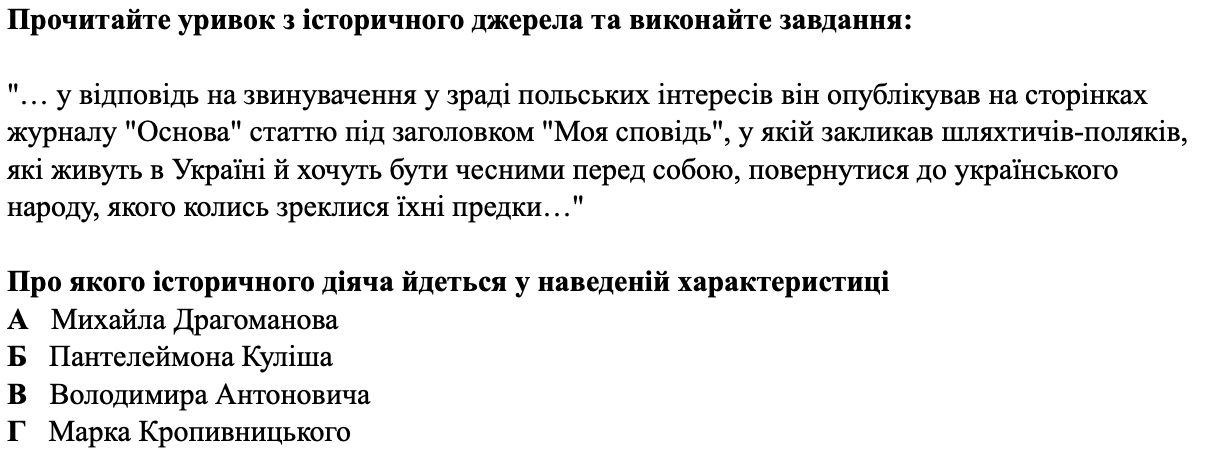 Прочитайте уривок з історичного джерела та виконайте завдання:
"… у відповідь на звинувачення у зраді польських інтересів він опублікував на сторінках
журналу "Основа" статтю під заголовком "Моя сповідь", у якій закликав шляхтичів-поляків,
які живуть в Україні й хочуть бути чесними перед собою, повернутися до українського
народу, якого колись зреклися їхні предки…"
Про якого історичного діяча йдеться у наведеній характеристиці
А Михайла Драгоманова
Б Пантелеймона Куліша
В Володимира Антоновича
Г Марка Кропивницького